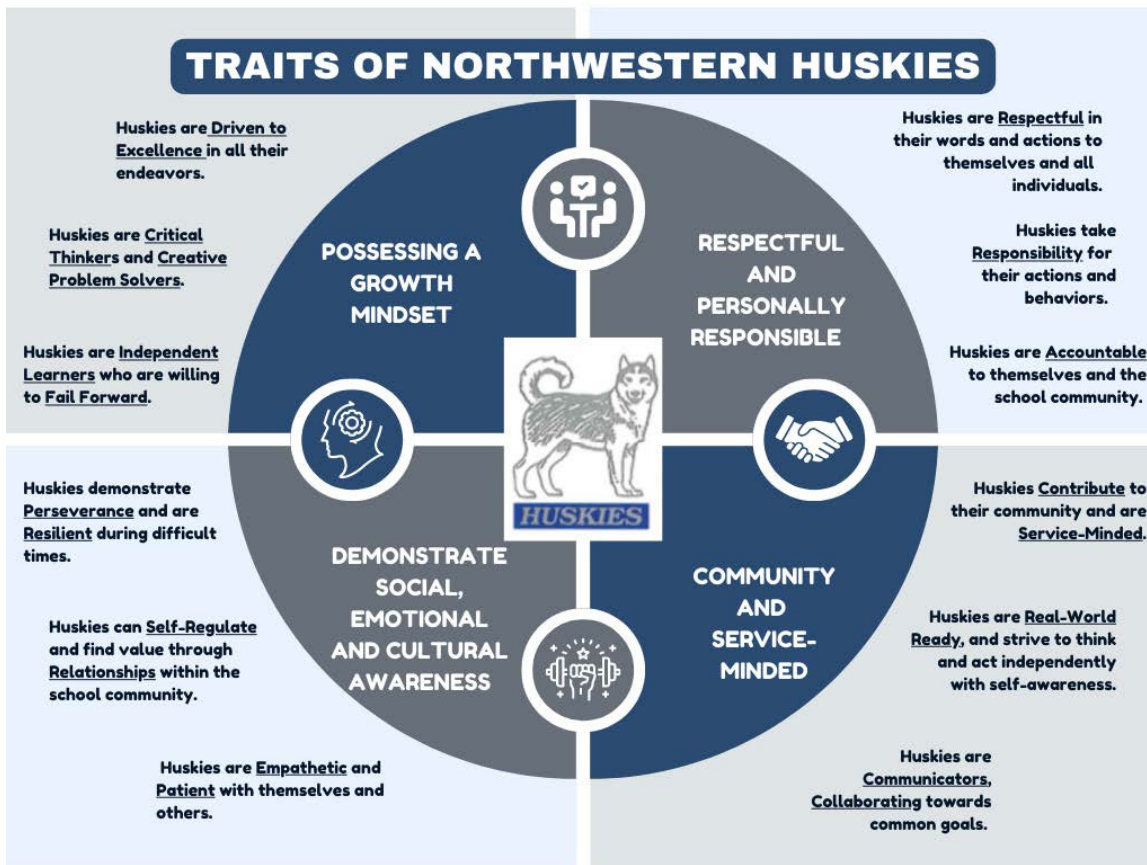 TRAITS OF NORTHWESTERN HUSKIES
Huskies are Driven to
Excellence in all their
endeavors.
Huskies are Critical
Thinkers and Creative
Problem Solvers.
Huskies are Independent
Learners who are willing
to Fail Forward.
POSSESSING A
GROWTH
MINDSET
RESPECTFUL
AND
PERSONALLY
RESPONSIBLE
Huskies are Respectful in
their words and actions to
themselves and all
individuals.
Huskies take
Responsibility for
their actions and
behaviors.
Huskies are Accountable
to themselves and the
school community.
HUSKIES
Huskies demonstrate
Perseverance and are
Resilient during difficult
times.
Huskies can Self-Regulate
and find value through
Relationships within the
school community.
Huskies are Empathetic and
Patient with themselves and
others.
DEMONSTRATE
SOCIAL,
EMOTIONAL
AND CULTURAL
AWARENESS
COMMUNITY
AND
SERVICE-
MINDED
Huskies Contribute to
their community and are
Service-Minded.
Huskies are Real-World
Ready, and strive to think
and act independently
with self-awareness.
Huskies are
Communicators,
Collaborating towards
common goals.